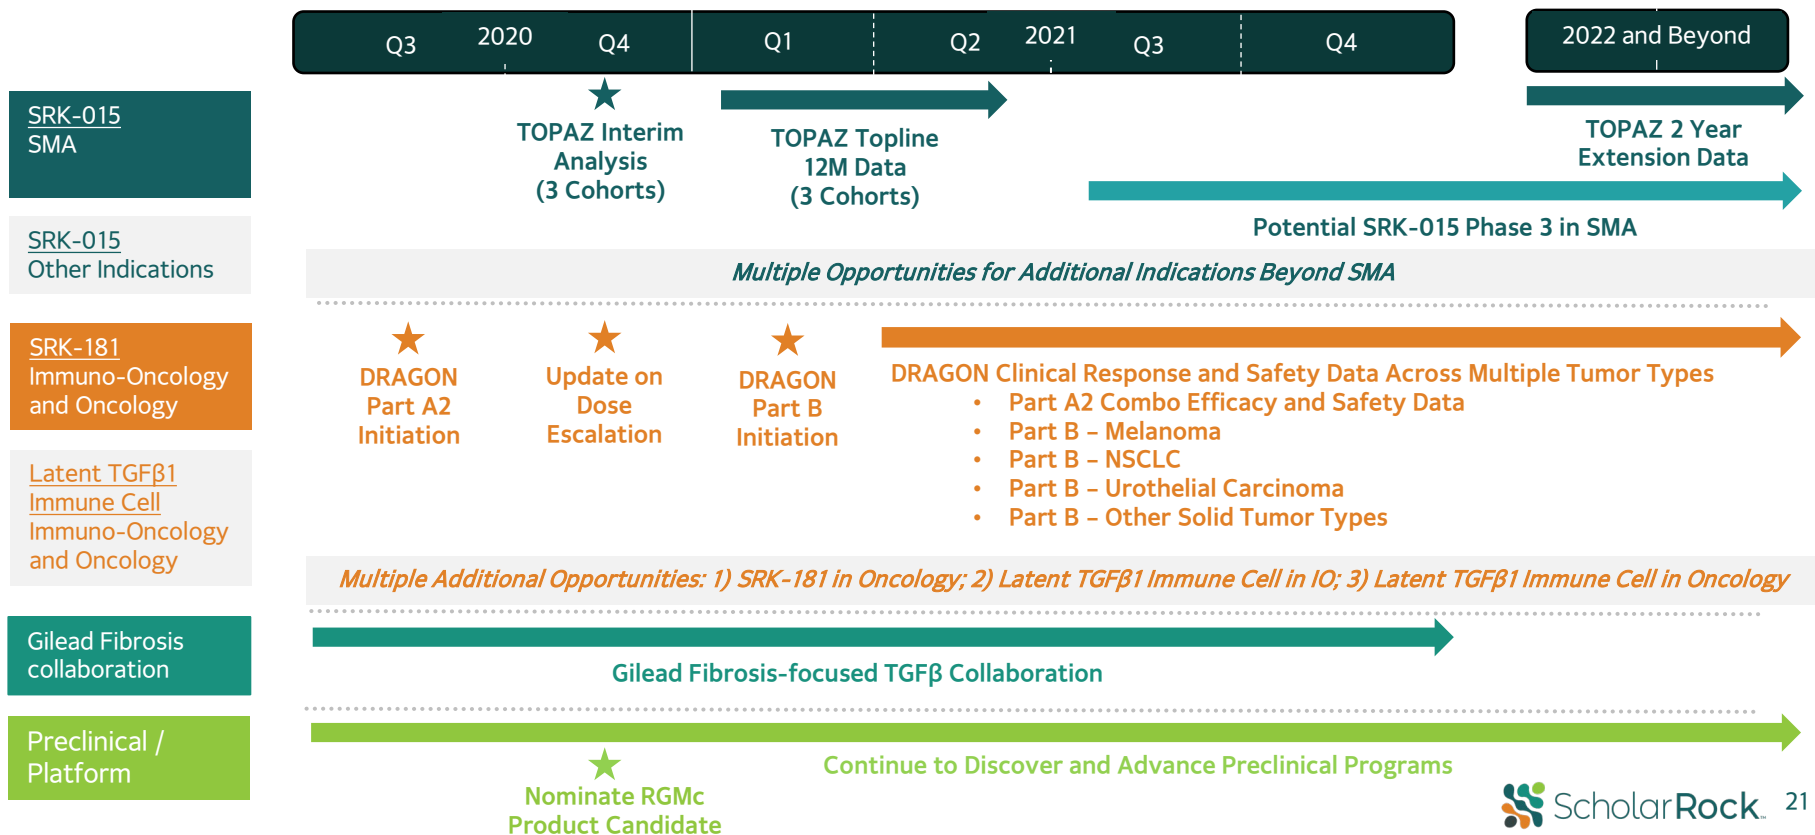 2020
2021
2022 and Beyond
Q3
Q4
Q1
Q2
Q3
Q4
SRK-015
SMA
TOPAZ Interim
Analysis
(3 Cohorts)
TOPAZ Topline
12M Data
(3 Cohorts)
TOPAZ 2 Year
Extension Data
Potential SRK-015 Phase 3 in SMA
SRK-015
Other Indications
Multiple Opportunities for Additional Indications Beyond SMA
SRK-181
Immuno-Oncology
and Oncology
DRAGON
Part A2
Initiation
Update on
Dose
Escalation
DRAGON
Part B
Initiation
DRAGON Clinical Response and Safety Data Across Multiple Tumor Types
• Part A2 Combo Efficacy and Safety Data
• Part B – Melanoma
• Part B – NSCLC
• Part B – Urothelial Carcinoma
• Part B – Other Solid Tumor Types
Latent TGFβ1
Immune Cell
Immuno-Oncology
and Oncology
Multiple Additional Opportunities: 1) SRK-181 in Oncology; 2) Latent TGFβ1 Immune Cell in IO; 3) Latent TGFβ1 Immune Cell in Oncology
Gilead Fibrosis
collaboration
Gilead Fibrosis-focused TGFβ Collaboration
Preclinical /
Platform
Nominate RGMc
Product Candidate
Continue to Discover and Advance Preclinical Programs
ScholarRock™
21